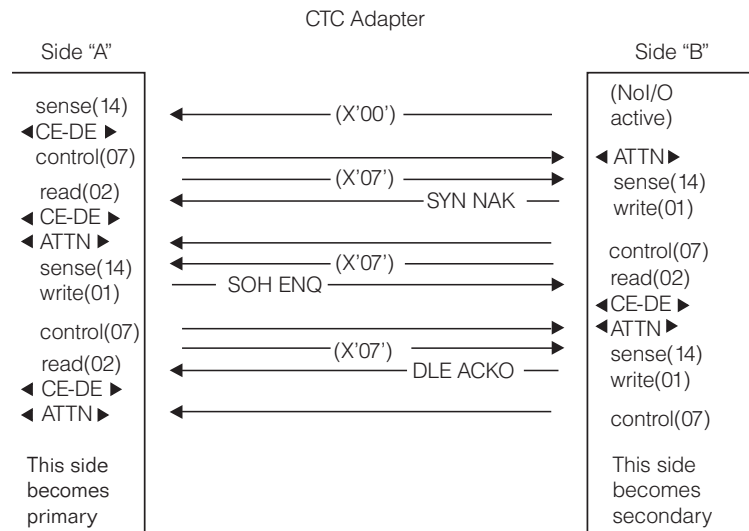 CTC Adapter
Side “A”
Side “B”
sense(14)
◄CE-DE ►
control(07)
read(02)
◄ CE-DE ►
◄ ATTN ►
sense(14)
write(01)
control(07)
read(02)
◄ CE-DE ►
◄ ATTN ►
This side
becomes
primary
(X’00’)
(X’07’)
SYN NAK
(X’07’)
SOH ENQ
(X’07’)
DLE ACKO
(NoI/O
active)
◄ ATTN►
sense(14)
write(01)
control(07)
read(02)
◄CE-DE ►
◄ATTN ►
sense(14)
write(01)
control(07)
This side
becomes
secondary